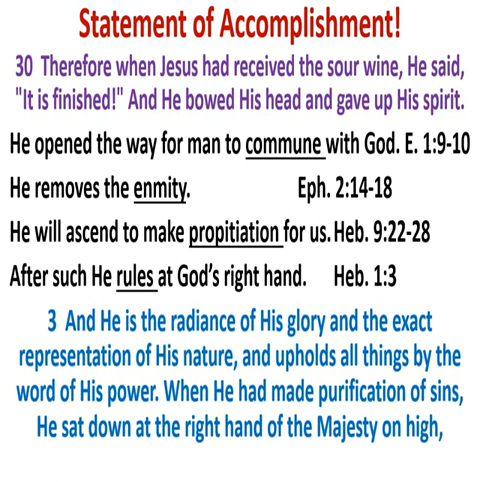 Statement of Accomplishment!
30 Therefore when Jesus had received the sour wine, He said,
"It is finished!" And He bowed His head and gave up His spirit.
He opened the way for man to commune with God. E. 1:9-10
He removes the enmity. Eph. 2:14-18
He will ascend to make propitiation for us. Heb. 9:22-28
After such He rules at God's right hand. Heb. 1:3
3 And He is the radiance of His glory and the exact
representation of His nature, and upholds all things by the
word of His power. When He had made purification of sins,
He sat down at the right hand of the Majesty on high,